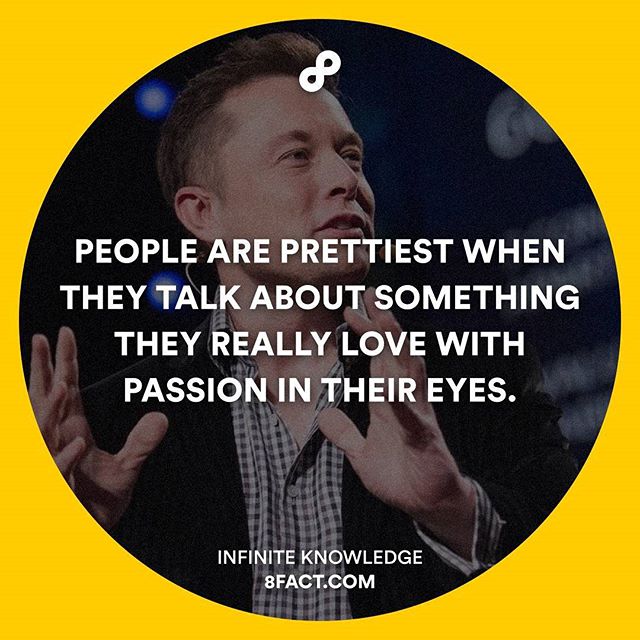 PEOPLE ARE PRETTIEST WHEN
THEY TALK ABOUT SOMETHING
THEY REALLY LOVE WITH
PASSION IN THEIR EYES.
INFINITE KNOWLEDGE
8FACT.COM